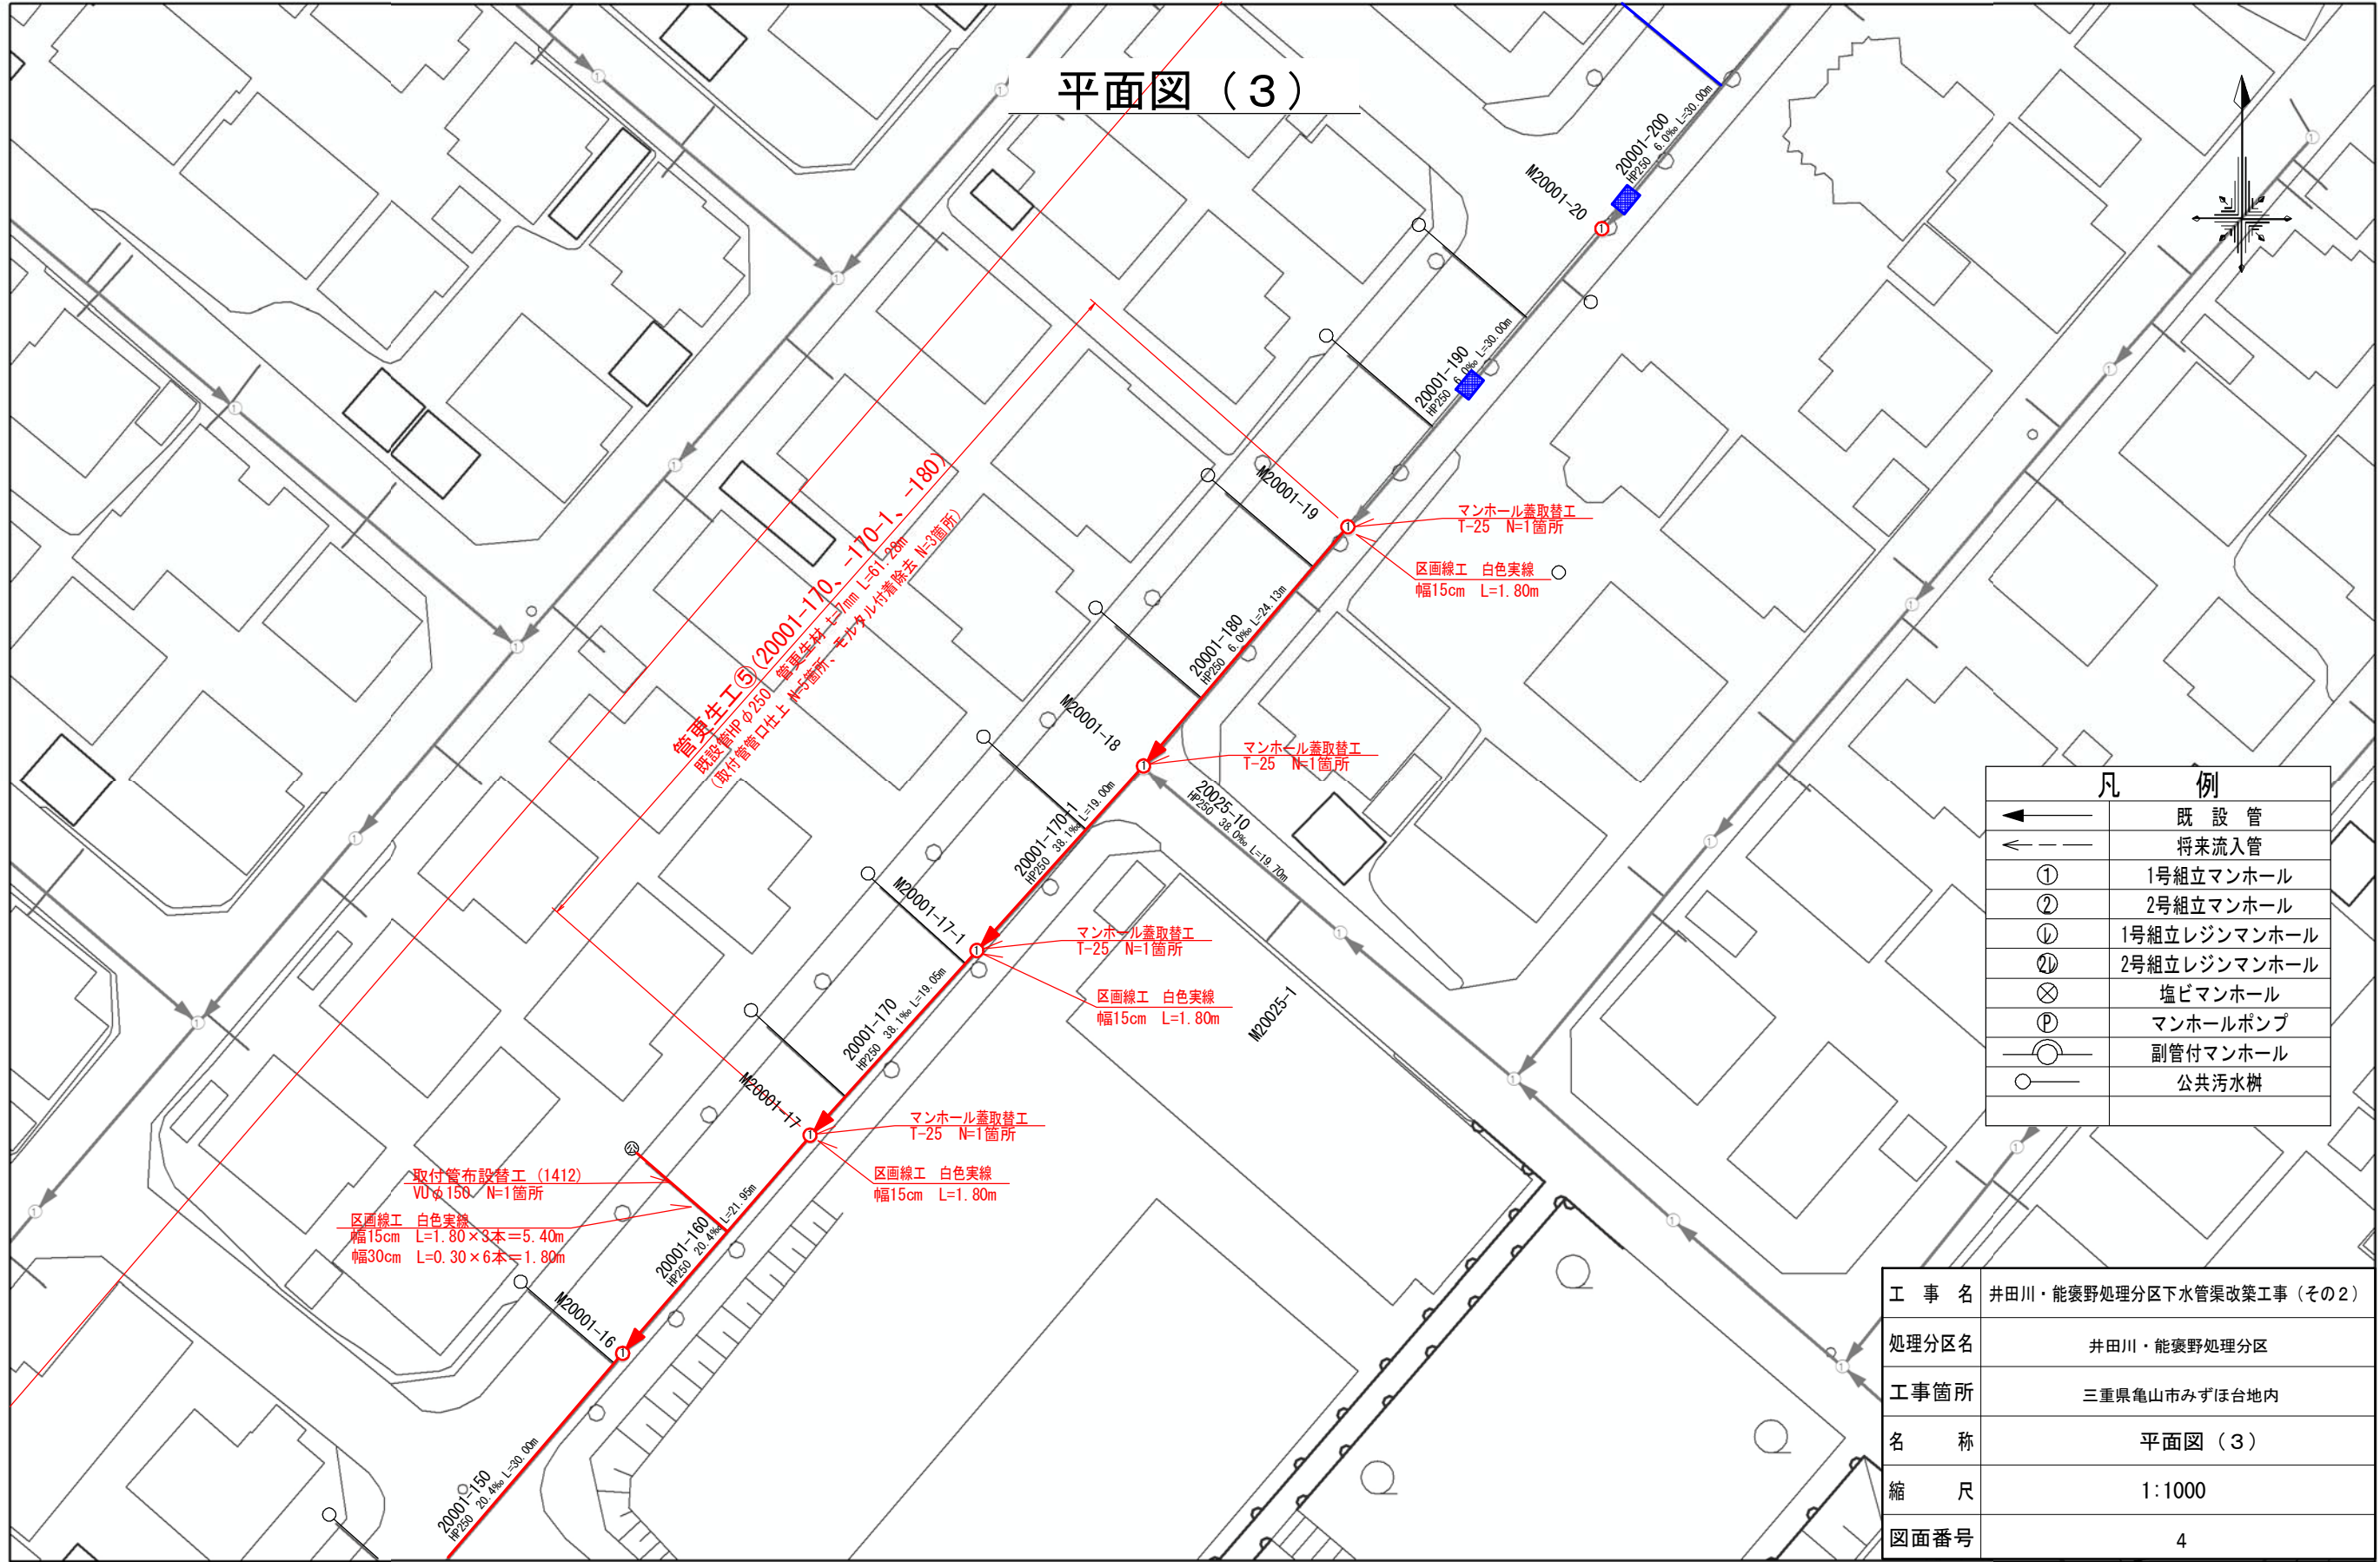 平面図（３）
20001-200
HP250 6.0‰ L=30.00m
M20001-20
20001-190
HP250 6.0‰ L=30.00m
M20001-19
マンホール蓋取替工
T-25 N=1箇所
区画線工 白色実線
幅15cm L=1.80m
管更生工⑤(20001-170、-170-1、-180)
既設管HPφ250 管更生材 t=7mm L=61.28m
(取付管管口仕上 N=5箇所、モルタル付着除去 N=3箇所)
20001-180
HP250 6.0‰ L=24.13m
M20001-18
マンホール蓋取替工
T-25 N=1箇所
20025-10
HP250 38.0‰ L=19.70m
20001-170-1
HP250 38.1‰ L=19.00m
M20001-17-1
マンホール蓋取替工
T-25 N=1箇所
区画線工 白色実線
幅15cm L=1.80m
M20025-1
20001-170
HP250 38.1‰ L=19.05m
M20001-17
マンホール蓋取替工
T-25 N=1箇所
区画線工 白色実線
幅15cm L=1.80m
取付管布設替工 (1412)
VUφ150 N=1箇所
区画線工 白色実線
幅15cm L=1.80×3本＝5.40m
幅30cm L=0.30×6本＝1.80m
20001-160
HP250 20.4‰ L=21.95m
M20001-16
20001-150
HP250 20.4‰ L=30.00m
凡 例
既 設 管
将来流入管
① 1号組立マンホール
② 2号組立マンホール
1号組立レジンマンホール
2号組立レジンマンホール
塩ビマンホール
Ⓟ マンホールポンプ
副管付マンホール
公共汚水桝
工 事 名 井田川・能褒野処理分区下水管渠改築工事（その２）
処理分区名 井田川・能褒野処理分区
工事箇所 三重県亀山市みずほ台地内
名 称 平面図（３）
縮 尺 1:1000
図面番号 4